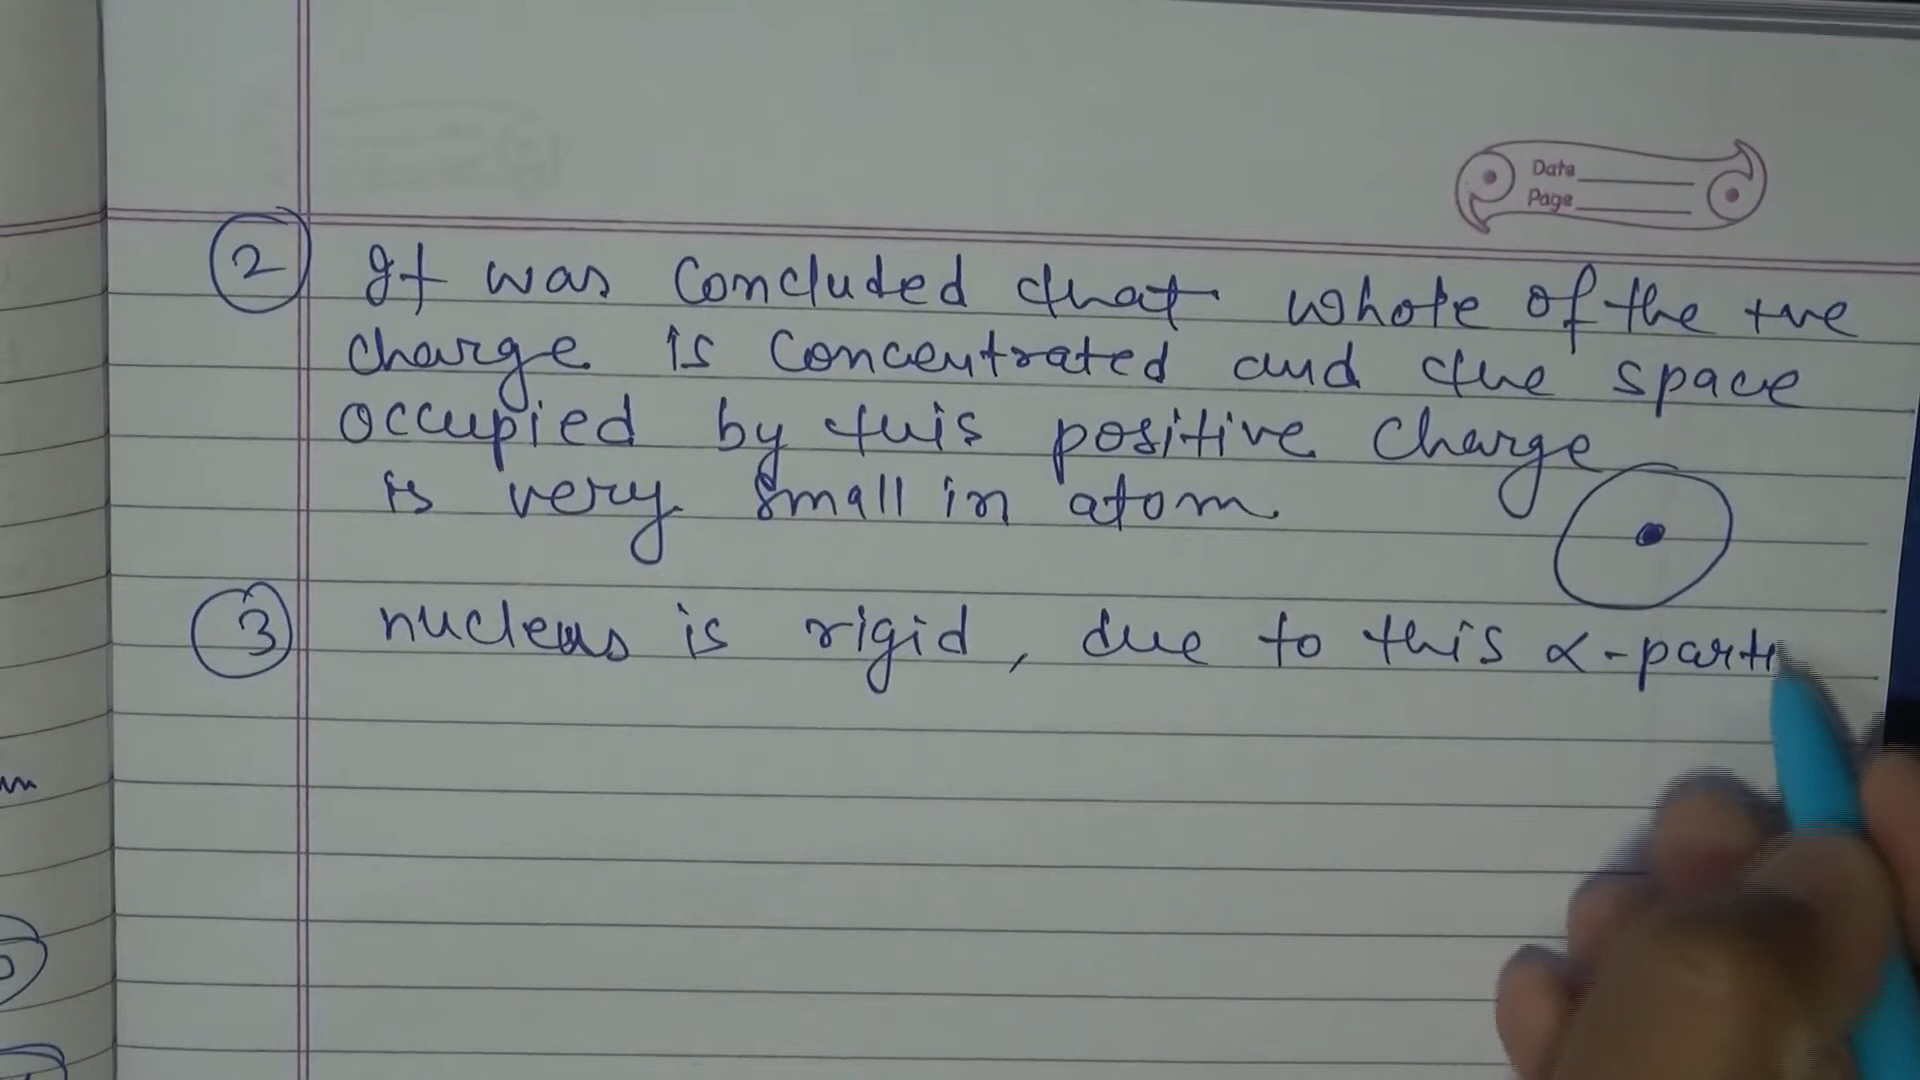 Date
Page
2 It was concluded that whole of the +ve
charge is concentrated and the space
occupied by this positive charge
is very small in atom.
3 nucleus is rigid, due to this α-parti